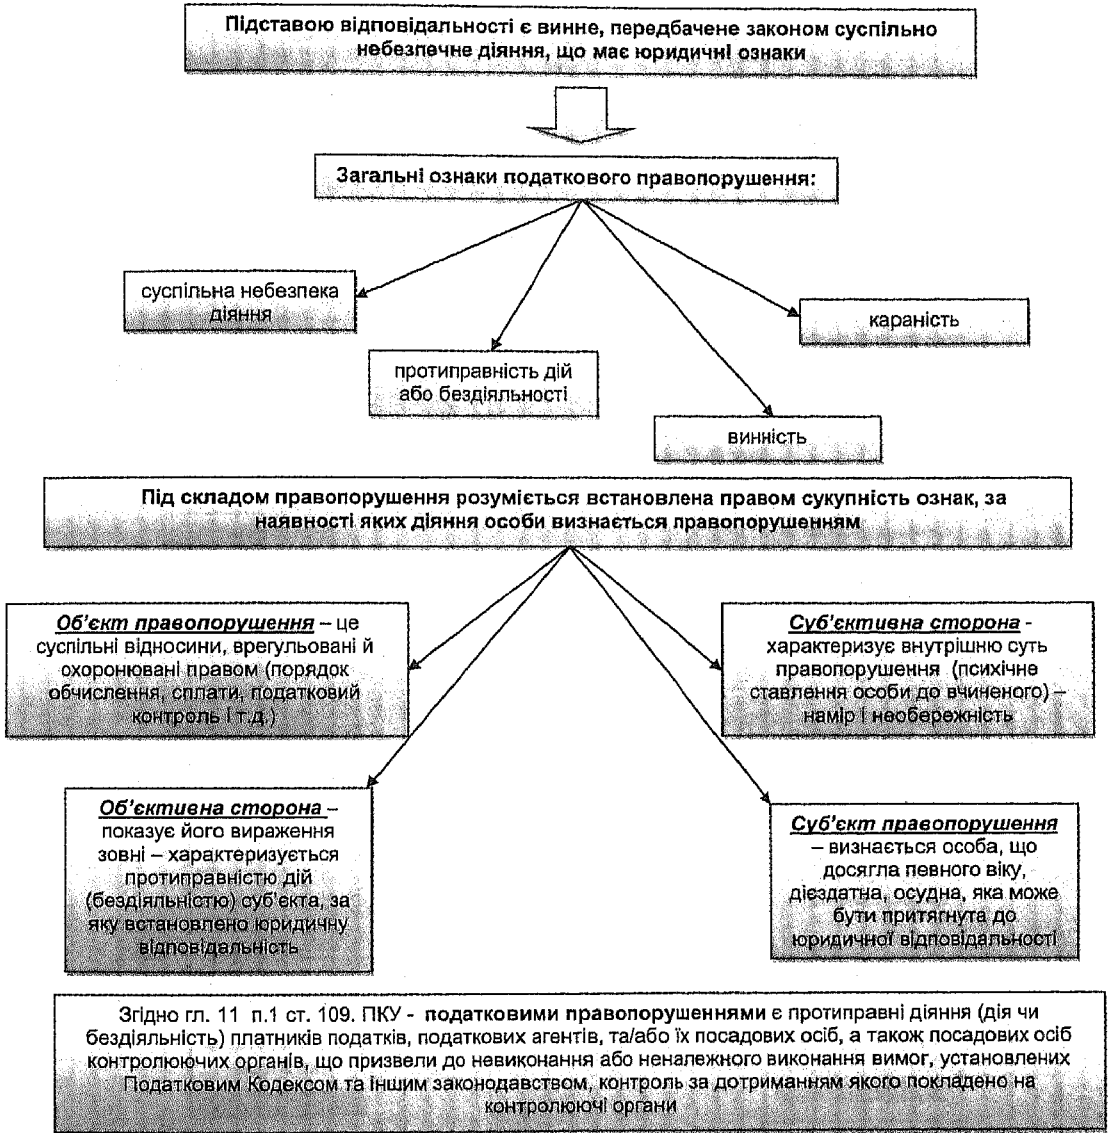 Підставою відповідальності є винне, передбачене законом суспільно
небезпечне діяння, що має юридичні ознаки
Загальні ознаки податкового правопорушення:
суспільна небезпека
діяння
караність
протиправність дій
або бездіяльності
винність
Під складом правопорушення розуміється встановлена правом сукупність ознак, за
наявності яких діяння особи визнається правопорушенням
Об'єкт правопорушення – це
суспільні відносини, врегульовані й
охоронювані правом (порядок
обчислення, сплати, податковий
контроль і т.д.)
Суб'єктивна сторона -
характеризує внутрішню суть
правопорушення (психічне
ставлення особи до вчиненого) –
намір і необережність
Об'єктивна сторона –
показує його вираження
зовні – характеризується
протиправністю дій
(бездіяльністю) суб'єкта, за
яку встановлено юридичну
відповідальність
Суб'єкт правопорушення
– визнається особа, що
досягла певного віку,
дієздатна, осудна, яка може
бути притягнута до
юридичної відповідальності
Згідно гл. 11 п.1 ст. 109. ПКУ - податковими правопорушеннями є протиправні діяння (дія чи
бездіяльність) платників податків, податкових агентів, та/або їх посадових осіб, а також посадових осіб
контролюючих органів, що призвели до невиконання або неналежного виконання вимог, установлених
Податковим Кодексом та іншим законодавством, контроль за дотриманням якого покладено на
контролюючі органи